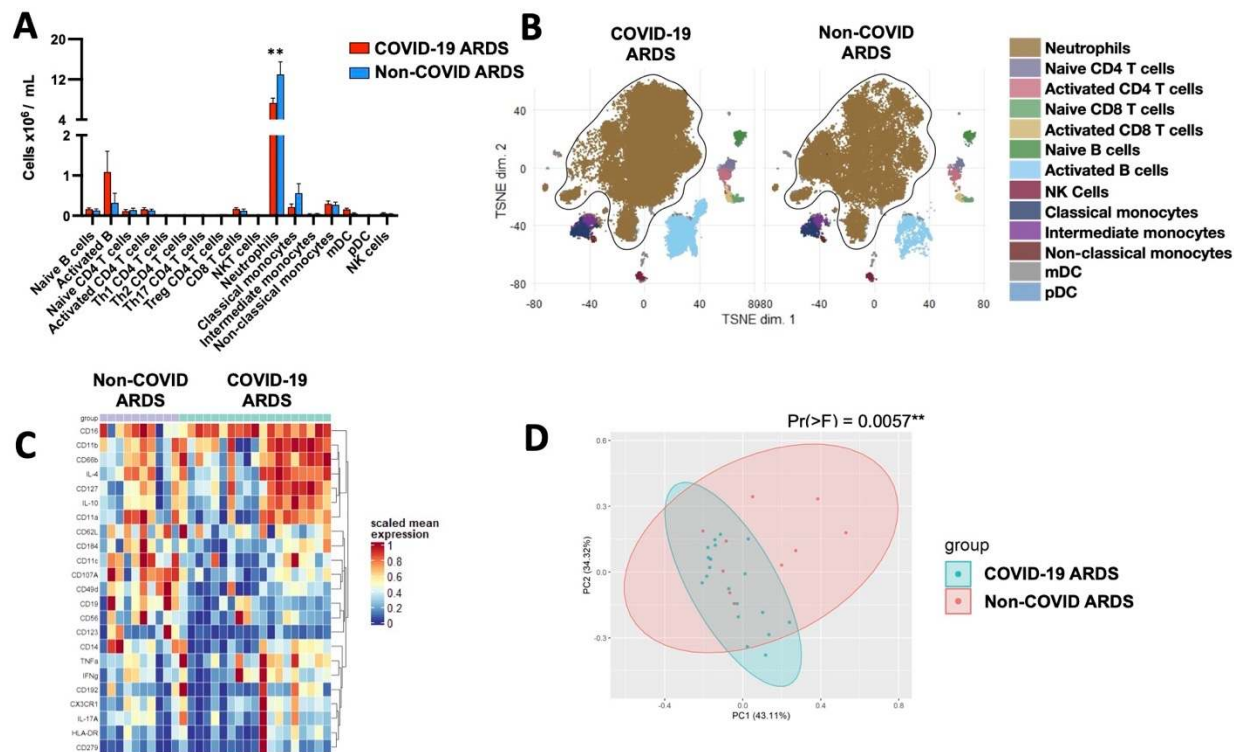 A
20
12
4
2
1
0
Cells x10⁶ / mL
**
COVID-19 ARDS
Non-COVID ARDS
Naive B cells
Activated B
Naive CD4 T cells
Activated CD4 T cells
Th1 CD4 T cells
Th2 CD4 T cells
Th17 CD4 T cells
Treg CD4 T cells
CD8 T cells
NKT cells
Neutrophils
Classical monocytes
Intermediate monocytes
Non-classical monocytes
mDC
pDC
NK cells
B
COVID-19
ARDS
Non-COVID
ARDS
TSNE dim. 2
40
0
-40
-80
-80
-40
0
40
80
-80
-40
0
40
80
TSNE dim. 1
Neutrophils
Naive CD4 T cells
Activated CD4 T cells
Naive CD8 T cells
Activated CD8 T cells
Naive B cells
Activated B cells
NK Cells
Classical monocytes
Intermediate monocytes
Non-classical monocytes
mDC
pDC
C
Non-COVID
ARDS
COVID-19
ARDS
group
CD16
CD11b
CD66b
IL-4
CD127
IL-10
CD11a
CD62L
CD184
CD11c
CD107A
CD49d
CD19
CD56
CD123
CD14
TNFa
IFNg
CD192
CX3CR1
IL-17A
HLA-DR
CD279
scaled mean
expression
1
0.8
0.6
0.4
0.2
0
D
Pr(>F) = 0.0057**
0.6
0.3
0.0
-0.3
PC2 (34.32%)
-0.4
0.0
0.4
0.8
PC1 (43.11%)
group
COVID-19 ARDS
Non-COVID ARDS